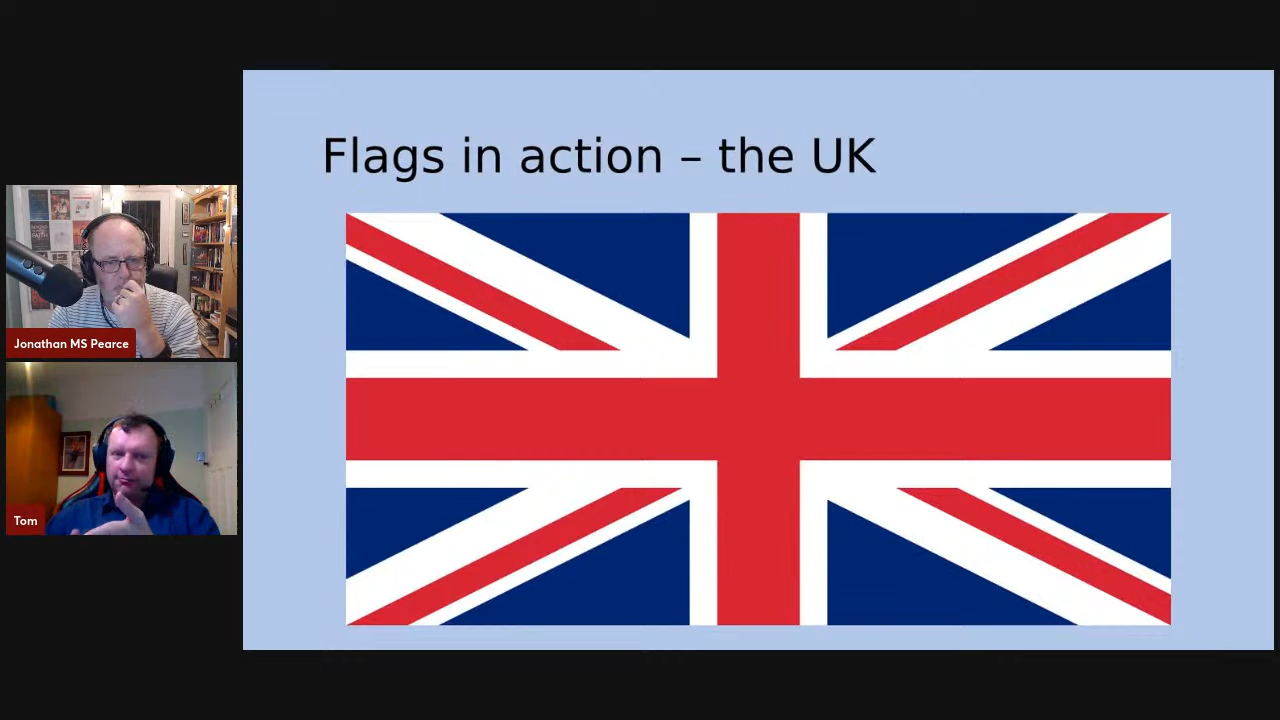 Flags in action – the UK
Jonathan MS Pearce
Tom